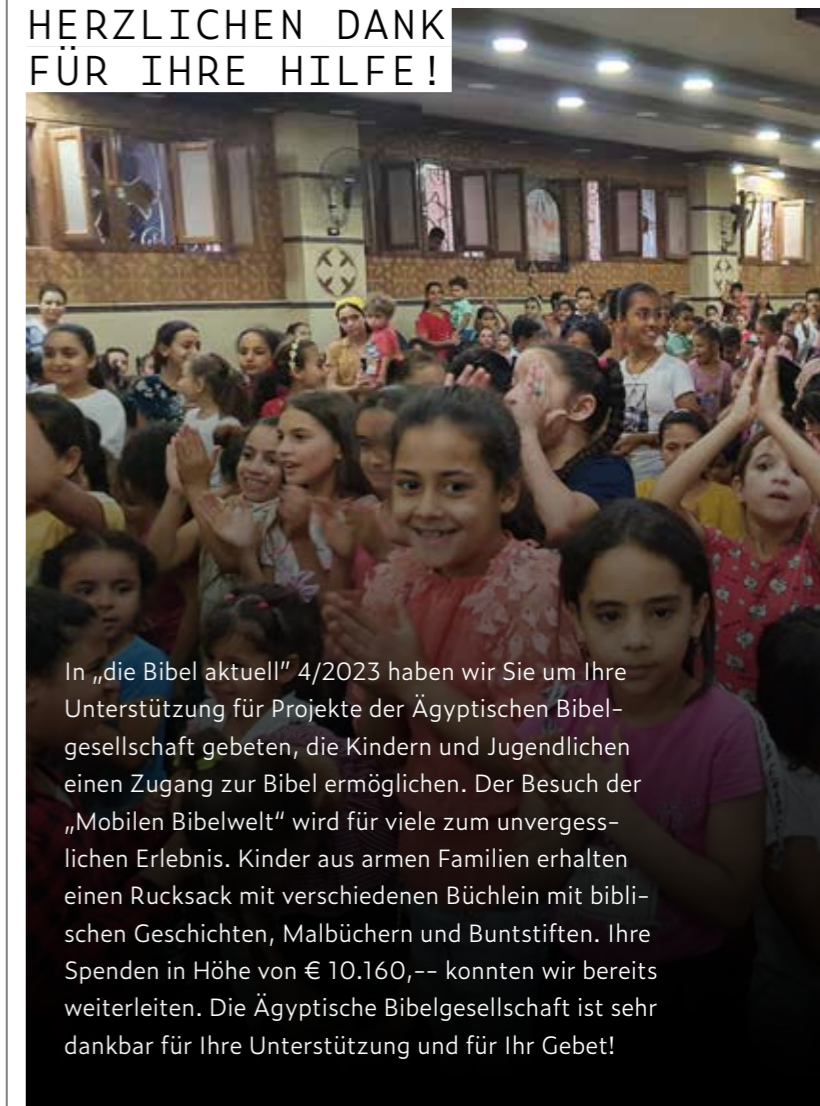 HERZLICHEN DANK
FÜR IHRE HILFE!
In „die Bibel aktuell” 4/2023 haben wir Sie um Ihre
Unterstützung für Projekte der Ägyptischen Bibel-
gesellschaft gebeten, die Kindern und Jugendlichen
einen Zugang zur Bibel ermöglichen. Der Besuch der
„Mobilen Bibelwelt“ wird für viele zum unvergess-
lichen Erlebnis. Kinder aus armen Familien erhalten
einen Rucksack mit verschiedenen Büchlein mit bibli-
schen Geschichten, Malbüchern und Buntstiften. Ihre
Spenden in Höhe von € 10.160,-- konnten wir bereits
weiterleiten. Die Ägyptische Bibelgesellschaft ist sehr
dankbar für Ihre Unterstützung und für Ihr Gebet!